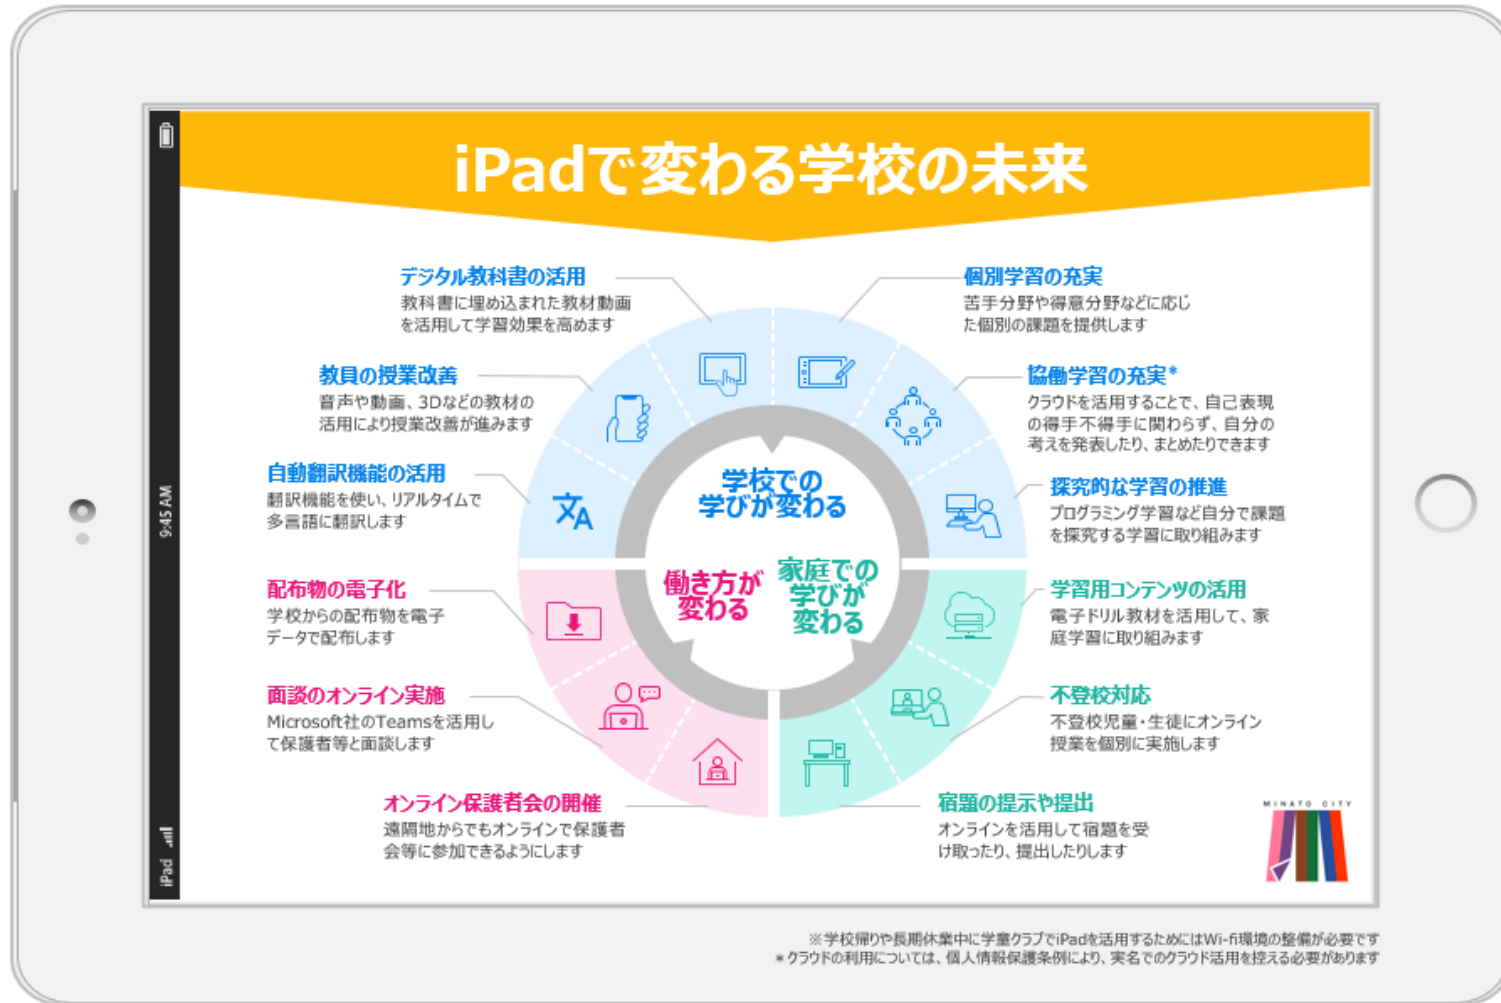 iPadで変わる学校の未来
デジタル教科書の活用
教科書に埋め込まれた教材動画
を活用して学習効果を高めます
個別学習の充実
苦手分野や得意分野などに応じ
た個別の課題を提供します
教員の授業改善
音声や動画、3Dなどの教材の
活用により授業改善が進みます
協働学習の充実*
クラウドを活用することで、自己表現
の得手不得手に関わらず、自分の
考えを発表したり、まとめたりできます
自動翻訳機能の活用
翻訳機能を使い、リアルタイムで
多言語に翻訳します
文A
探究的な学習の推進
プログラミング学習など自分で課題
を探究する学習に取り組みます
学校での
学びが変わる
働き方が
変わる
家庭での
学びが
変わる
配布物の電子化
学校からの配布物を電子
データで配布します
学習用コンテンツの活用
電子ドリル教材を活用して、家
庭学習に取り組みます
面談のオンライン実施
Microsoft社のTeamsを活用し
て保護者等と面談します
不登校対応
不登校児童・生徒にオンライン
授業を個別に実施します
オンライン保護者会の開催
遠隔地からでもオンラインで保護者
会等に参加できるようにします
宿題の提示や提出
オンラインを活用して宿題を受
け取ったり、提出したりします
MINATO CITY
iPad
9:45 AM
※学校帰りや長期休業中に学童クラブでiPadを活用するためにはWi-fi環境の整備が必要です
*クラウドの利用については、個人情報保護条例により、実名でのクラウド活用を控える必要があります